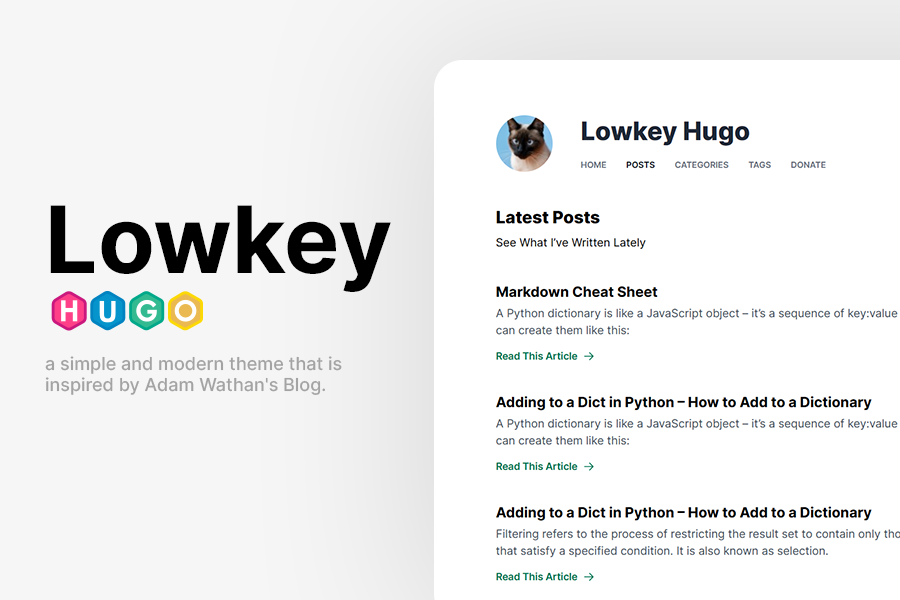 Lowkey
HUGO
a simple and modern theme that is
inspired by Adam Wathan's Blog.
Lowkey Hugo
HOME POSTS CATEGORIES TAGS DONATE
Latest Posts
See What I've Written Lately
Markdown Cheat Sheet
A Python dictionary is like a JavaScript object – it's a sequence of key:value
can create them like this:
Read This Article →
Adding to a Dict in Python – How to Add to a Dictionary
A Python dictionary is like a JavaScript object – it's a sequence of key:value
can create them like this:
Read This Article →
Adding to a Dict in Python – How to Add to a Dictionary
Filtering refers to the process of restricting the result set to contain only
that satisfy a specified condition. It is also known as selection.
Read This Article →